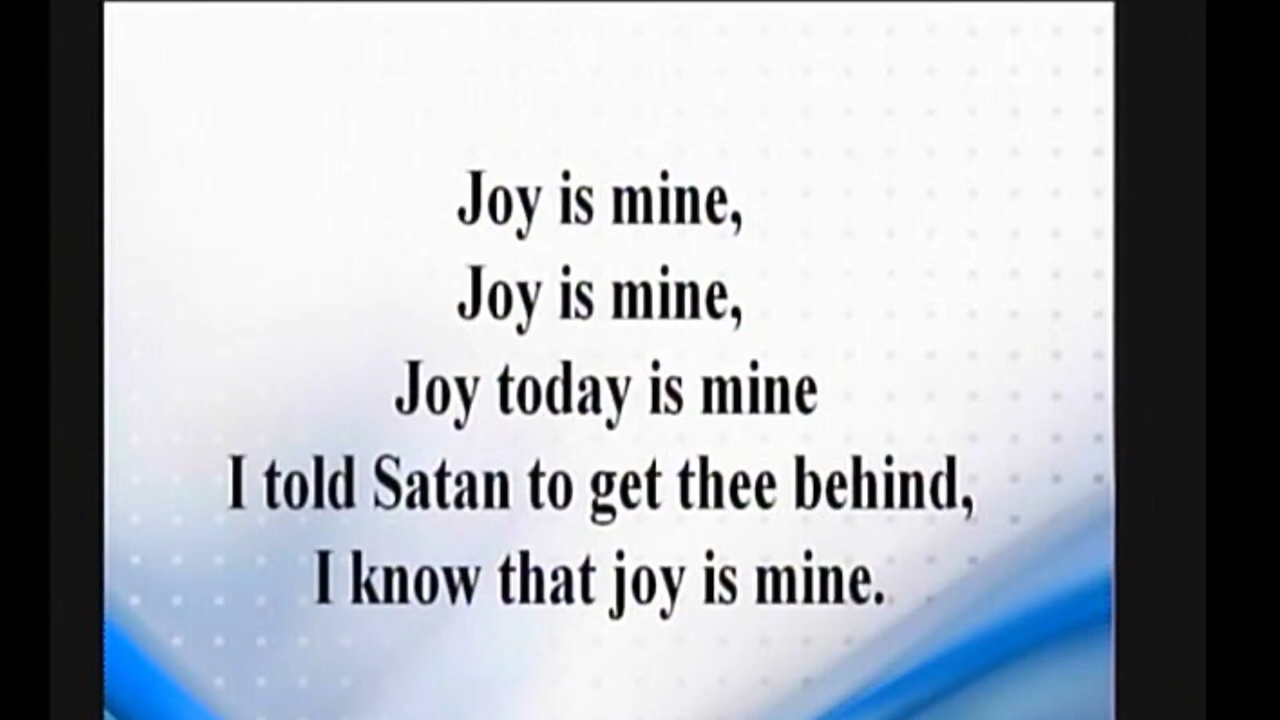 Joy is mine,
Joy is mine,
Joy today is mine
I told Satan to get thee behind,
I know that joy is mine.